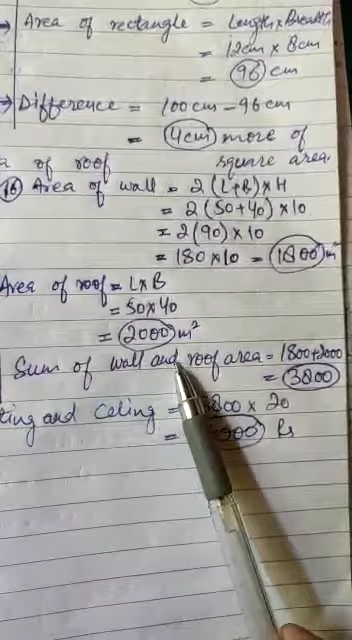 → Area of rectangle = Length×Breadth
= 12cm x 8cm
= 96 cm
→ Difference = 100 cm - 96 cm
= 4cm more of square area.
a of roof
16 Area of wall = 2(L+B)×H
= 2(50+40)×10
= 2(90)×10
= 180×10 = 1800 m²
Area of roof = L×B
= 50×40
= 2000 m²
Sum of wall and roof area = 1800+2000
= 3800
ting and Celing = 3800 × 20
= Rs